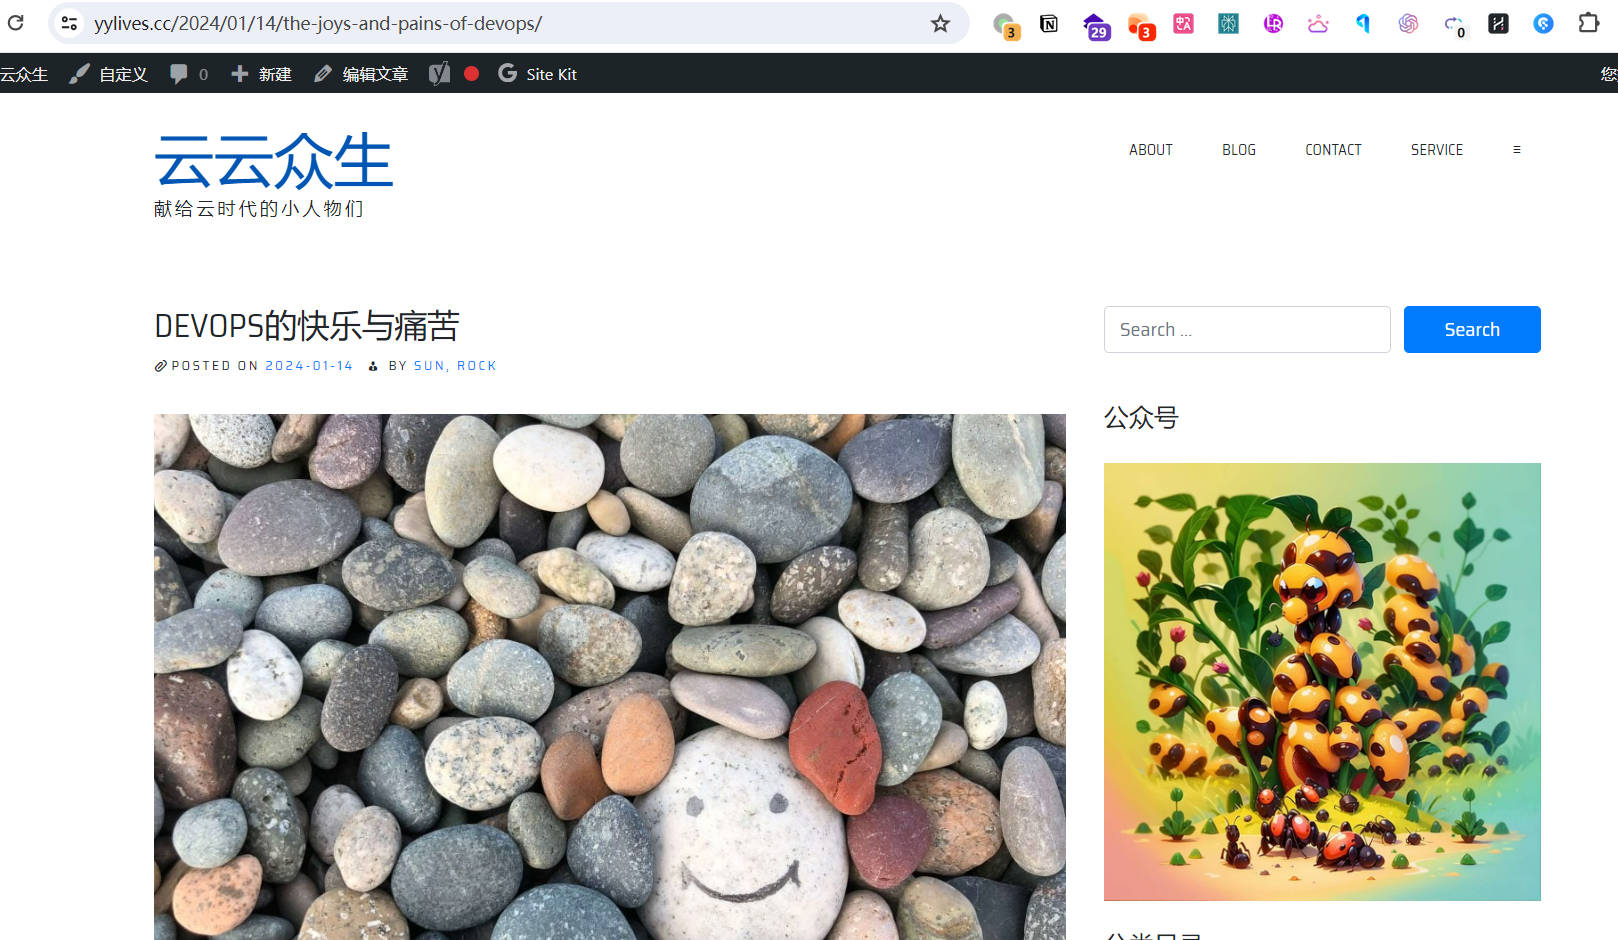 yylives.cc/2024/01/14/the-joys-and-pains-of-devops/
3 29 3 0
云众生 自定义 0 新建 编辑文章 Site Kit
云云众生
献给云时代的小人物们
ABOUT BLOG CONTACT SERVICE ≡
DEVOPS的快乐与痛苦
POSTED ON 2024-01-14 BY SUN, ROCK
Search ... Search
公众号